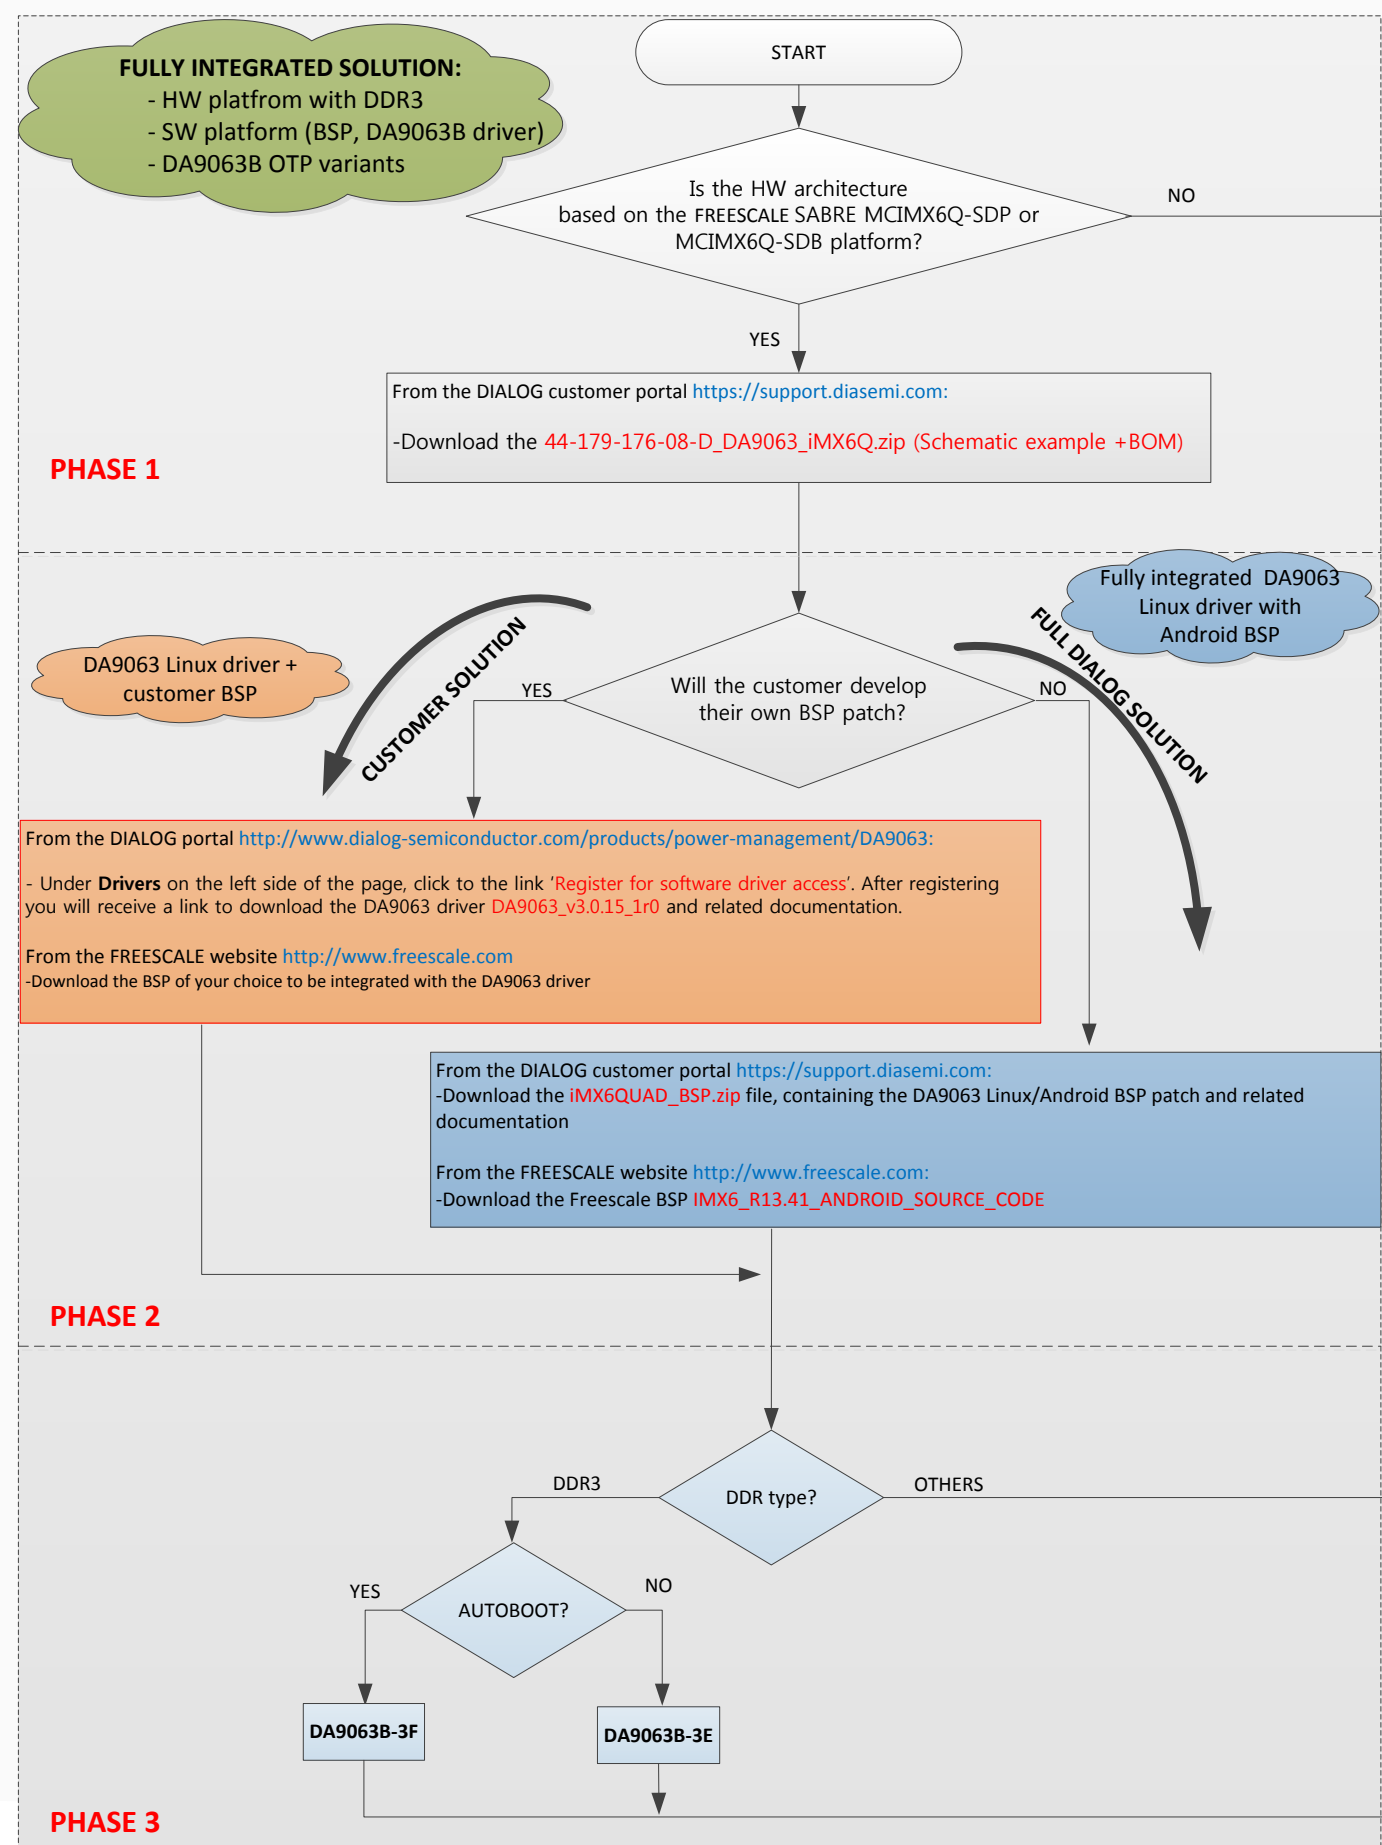 START
FULLY INTEGRATED SOLUTION:
- HW platfrom with DDR3
- SW platform (BSP, DA9063B driver)
- DA9063B OTP variants
Is the HW architecture
based on the FREESCALE SABRE MCIMX6Q-SDP or
MCIMX6Q-SDB platform?
NO
YES
From the DIALOG customer portal https://support.diasemi.com:
-Download the 44-179-176-08-D_DA9063_iMX6Q.zip (Schematic example +BOM)
PHASE 1
Fully integrated DA9063
Linux driver with
Android BSP
DA9063 Linux driver +
customer BSP
CUSTOMER SOLUTION
FULL DIALOG SOLUTION
YES
Will the customer develop
their own BSP patch?
NO
From the DIALOG portal http://www.dialog-semiconductor.com/products/power-management/DA9063:
- Under Drivers on the left side of the page, click to the link ‘Register for software driver access’. After registering
you will receive a link to download the DA9063 driver DA9063_v3.0.15_1r0 and related documentation.
From the FREESCALE website http://www.freescale.com
-Download the BSP of your choice to be integrated with the DA9063 driver
From the DIALOG customer portal https://support.diasemi.com:
-Download the iMX6QUAD_BSP.zip file, containing the DA9063 Linux/Android BSP patch and related
documentation
From the FREESCALE website http://www.freescale.com:
-Download the Freescale BSP IMX6_R13.41_ANDROID_SOURCE_CODE
PHASE 2
DDR3
DDR type?
OTHERS
YES
AUTOBOOT?
NO
DA9063B-3F
DA9063B-3E
PHASE 3